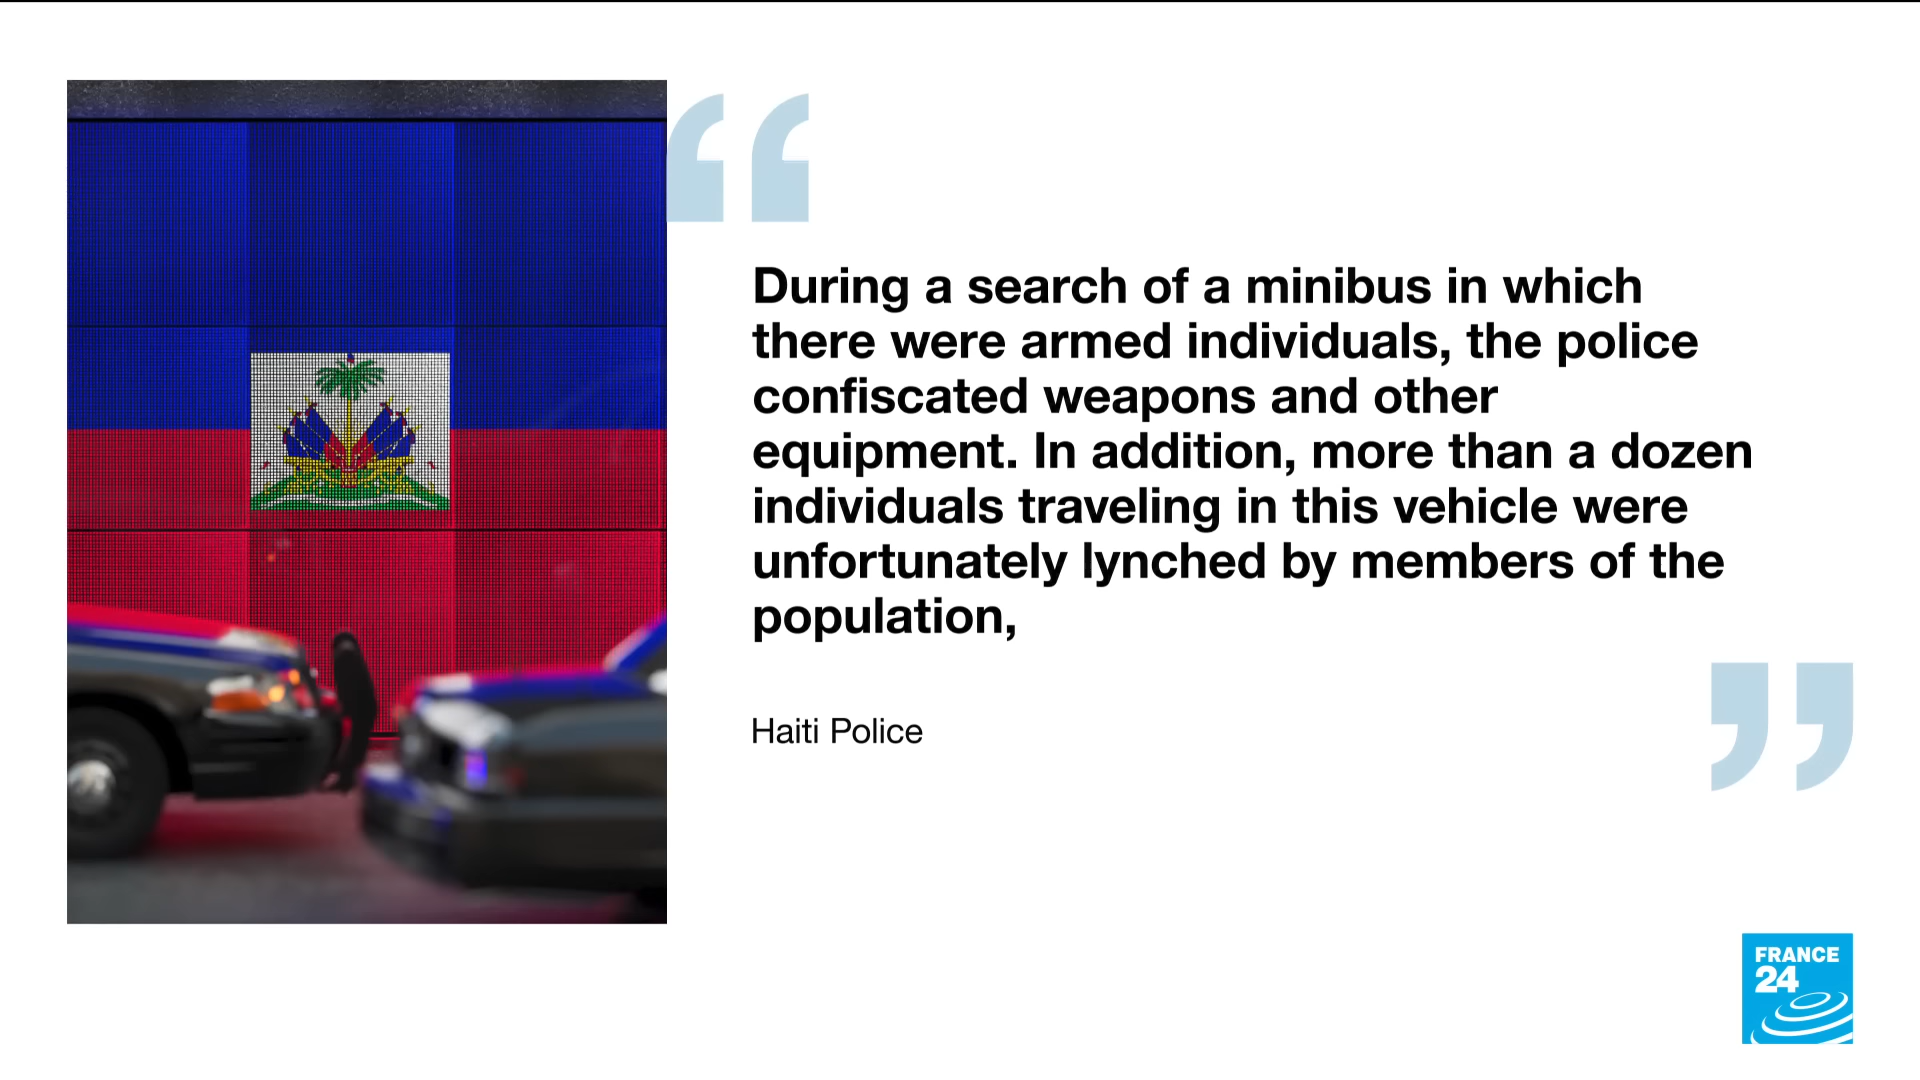 During a search of a minibus in which
there were armed individuals, the police
confiscated weapons and other
equipment. In addition, more than a dozen
individuals traveling in this vehicle were
unfortunately lynched by members of the
population,
Haiti Police
FRANCE
24